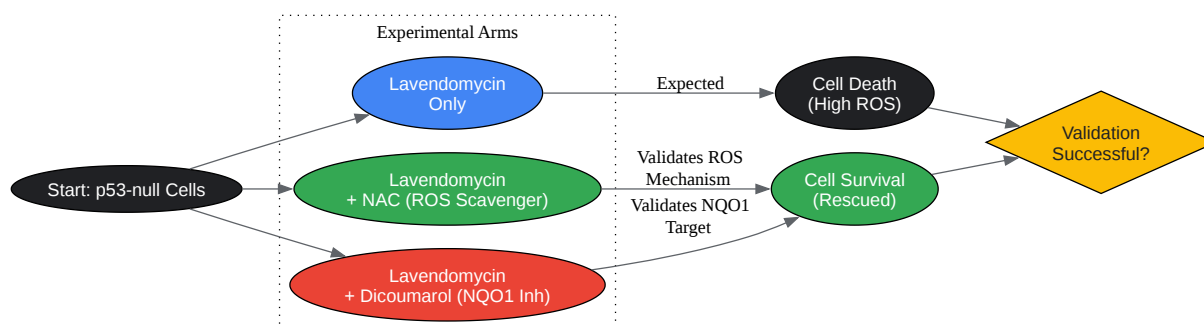 Experimental Arms
Start: p53-null Cells
Lavendomycin
Only
Lavendomycin
+ NAC (ROS Scavenger)
Lavendomycin
+ Dicoumarol (NQO1 Inh)
Expected
Validates ROS
Mechanism
Validates NQO1
Target
Cell Death
(High ROS)
Cell Survival
(Rescued)
Validation
Successful?